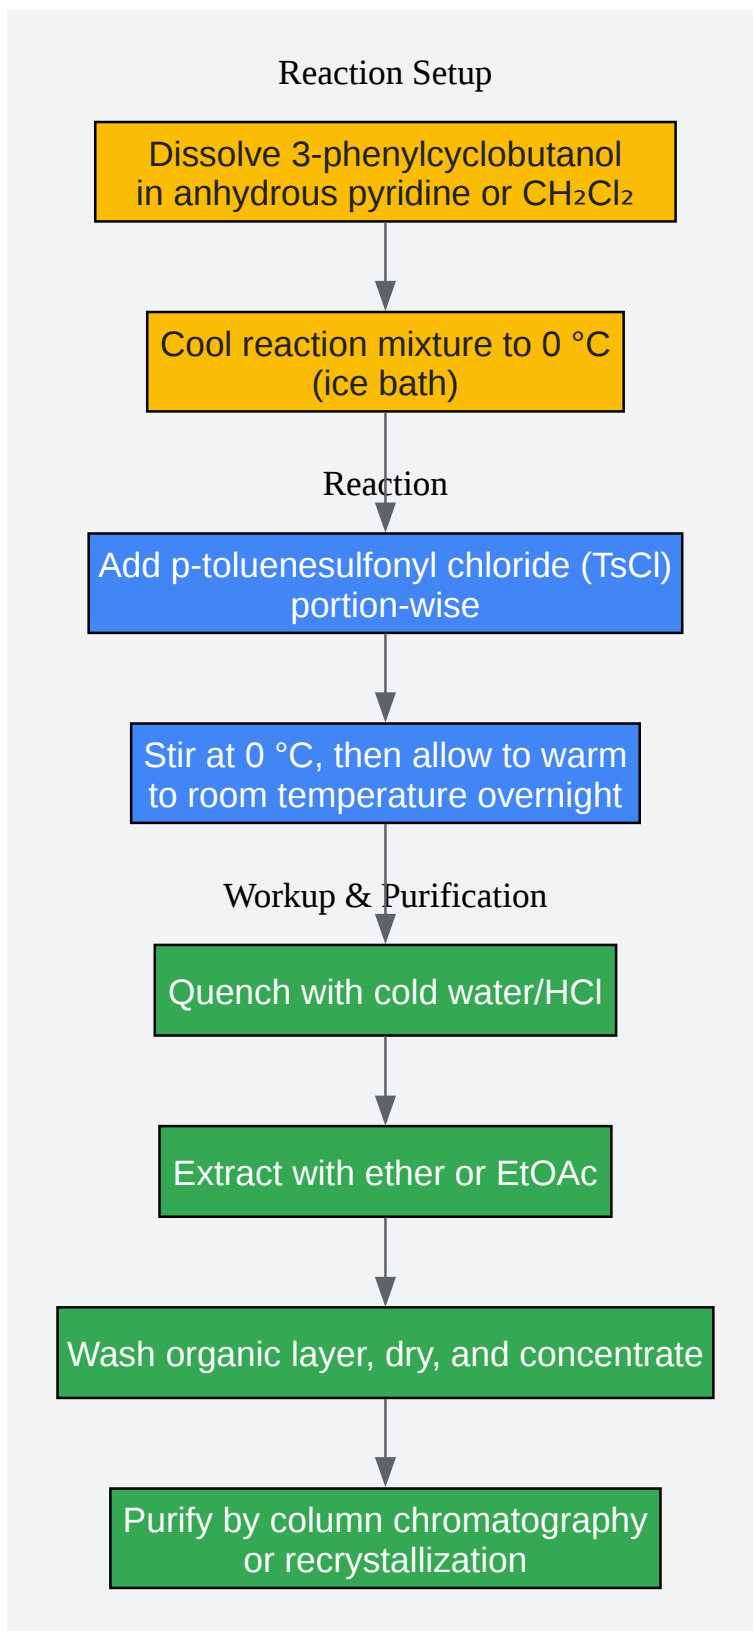 Reaction Setup
Dissolve 3-phenylcyclobutanol
in anhydrous pyridine or CH₂Cl₂
Cool reaction mixture to 0 °C
(ice bath)
Reaction
Add p-toluenesulfonyl chloride (TsCl)
portion-wise
Stir at 0 °C, then allow to warm
to room temperature overnight
Workup & Purification
Quench with cold water/HCl
Extract with ether or EtOAc
Wash organic layer, dry, and concentrate
Purify by column chromatography
or recrystallization